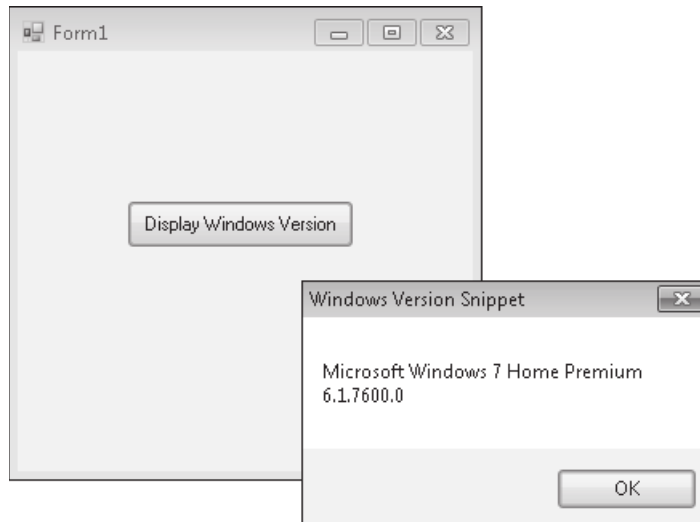 Form1
Display Windows Version
Windows Version Snippet
Microsoft Windows 7 Home Premium
6.1.7600.0
OK